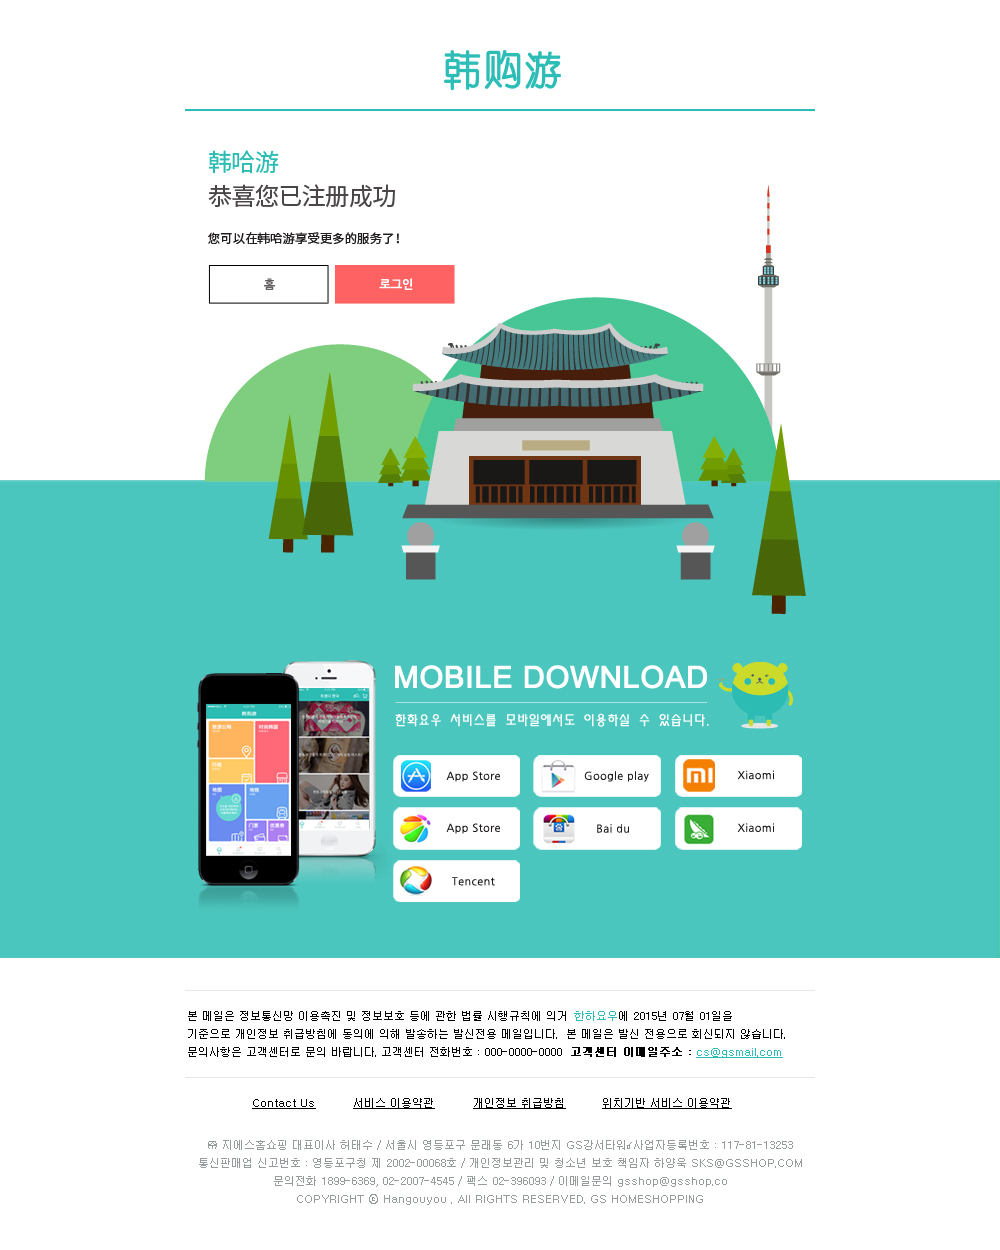 韩购游
韩哈游
恭喜您已注册成功
您可以在韩哈游享受更多的服务了!
홈
로그인
MOBILE DOWNLOAD
한화요우 서비스를 모바일에서도 이용하실 수 있습니다.
韩购游
App Store
Google play
mi
Xiaomi
App Store
Bai du
Xiaomi
Tencent
본 메일은 정보통신망 이용촉진 및 정보보호 등에 관한 법률 시행규칙에 의거 한하요우에 2015년 07월 01일을
기준으로 개인정보 취급방침에 동의에 의해 발송하는 발신전용 메일입니다. 본 메일은 발신 전용으로 회신되지 않습니다.
문의사항은 고객센터로 문의 바랍니다. 고객센터 전화번호 : 000-0000-0000 고객센터 이메일주소 : cs@gsmail.com
Contact Us
서비스 이용약관
개인정보 취급방침
위치기반 서비스 이용약관
지에스홈쇼핑 대표이사 허태수 / 서울시 영등포구 문래동 6가 10번지 GS강서타워 사업자등록번호 : 117-81-13253
통신판매업 신고번호 : 영등포구청 제 2002-00068호 / 개인정보관리 및 청소년 보호 책임자 하양욱 SKS@GSSHOP.COM
문의전화 1899-6369, 02-2007-4545 / 팩스 02-396093 / 이메일문의 gsshop@gsshop.co
COPYRIGHT ⓒ Hangouyou . All RIGHTS RESERVED. GS HOMESHOPPING